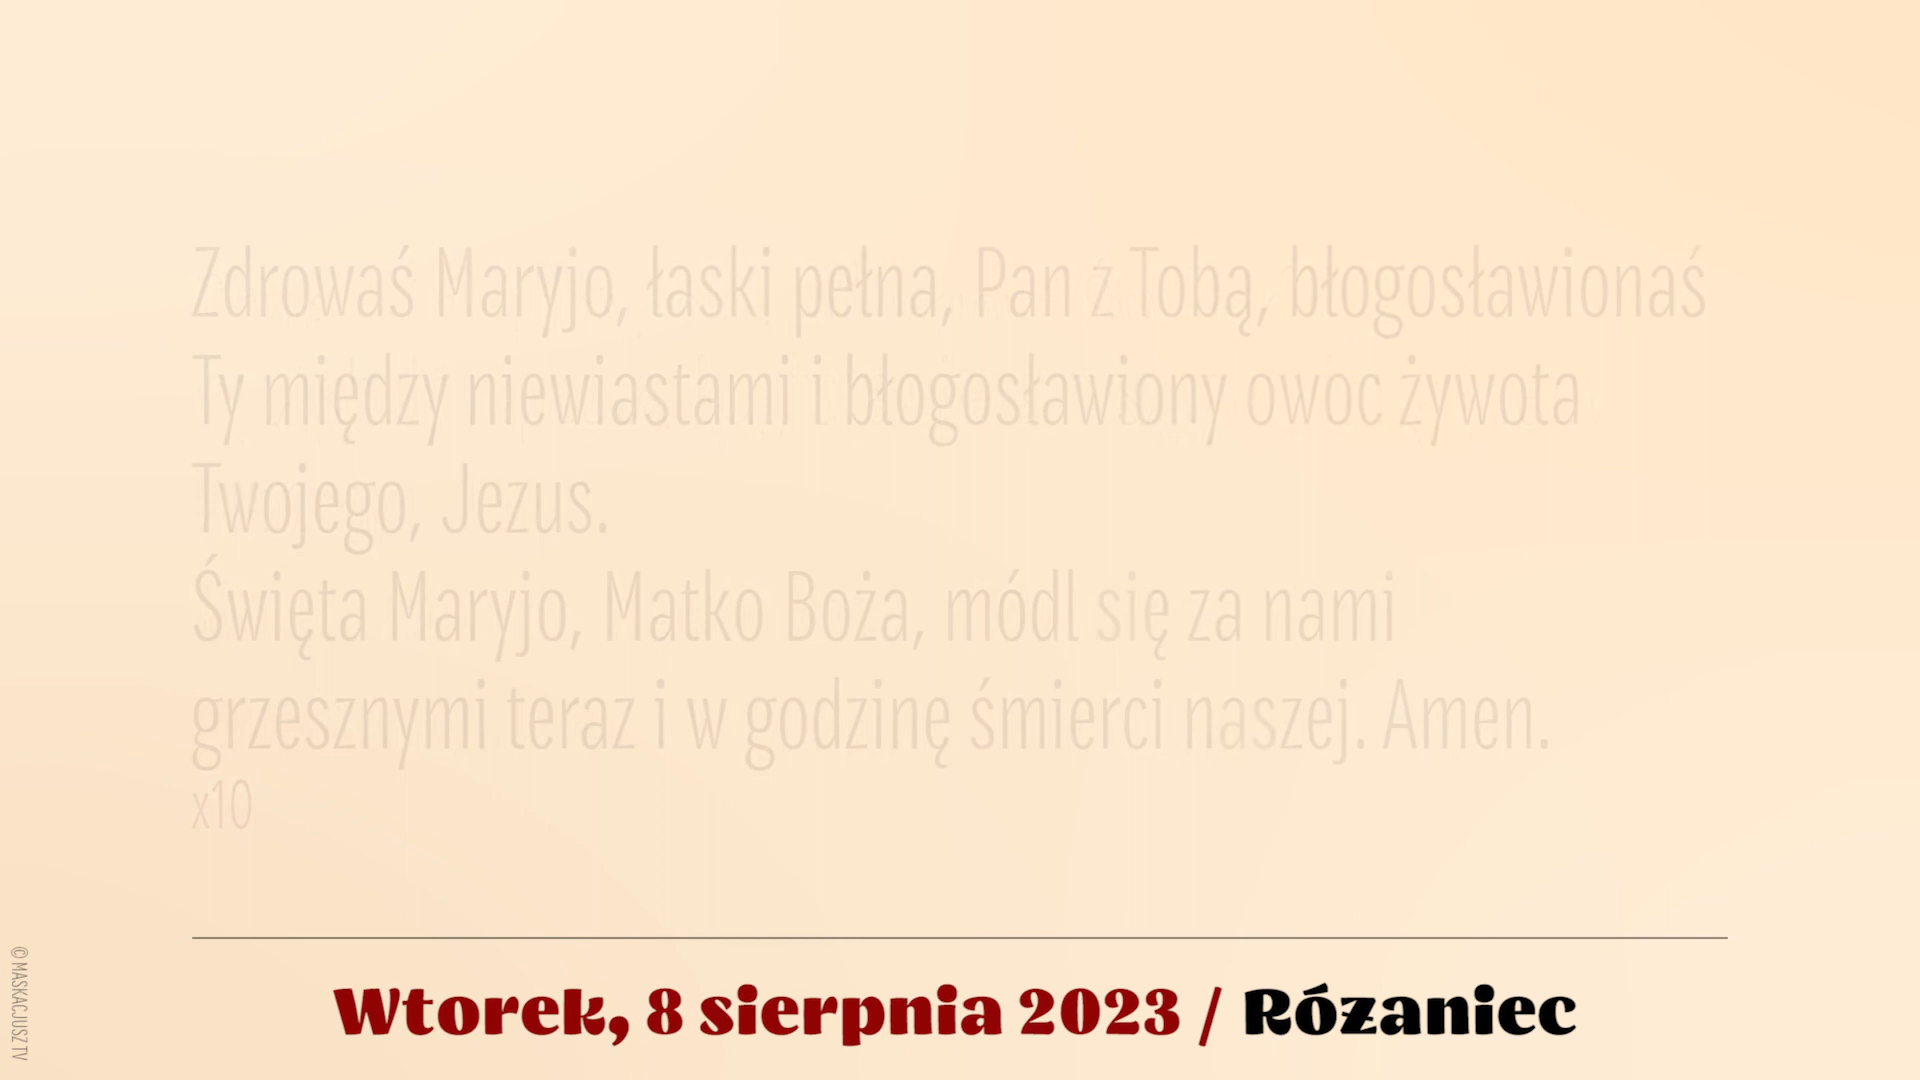 Zdrowaś Maryjo, łaski pełna, Pan z Tobą, błogosławionaś
Ty między niewiastami i błogosławiony owoc żywota
Twojego, Jezus.
Święta Maryjo, Matko Boża, módl się za nami
grzesznymi teraz i w godzinę śmierci naszej. Amen.
x10
Wtorek, 8 sierpnia 2023 / Rózaniec
© MASKACJUSZ TV